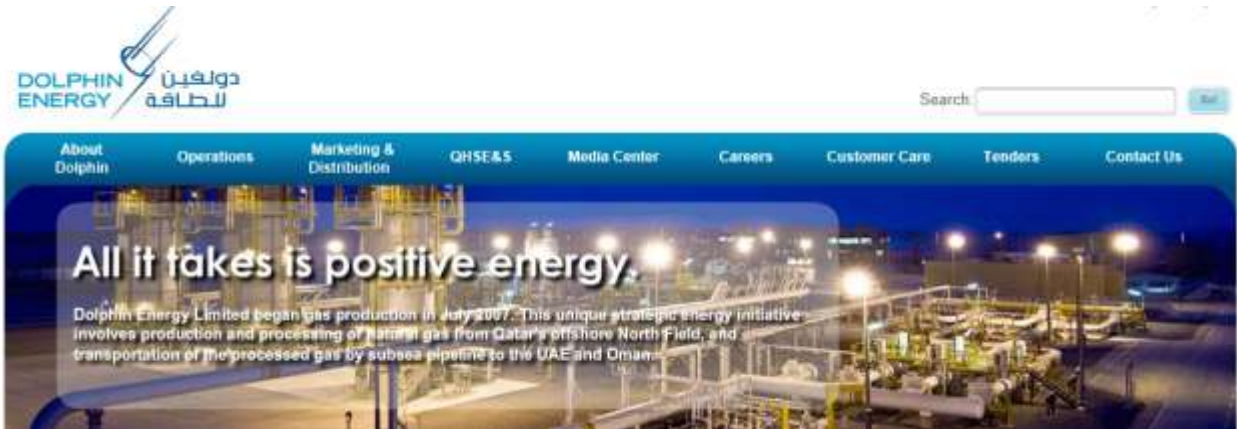 DOLPHIN
ENERGY
دولفين
للطاقة
Search
Go!
About
Dolphin
Operations
Marketing &
Distribution
QHSE&S
Media Center
Careers
Customer Care
Tenders
Contact Us
All it takes is positive energy.
Dolphin Energy Limited began gas production in July 2007. This unique strategic energy initiative
involves production and processing of natural gas from Qatar's offshore North Field, and
transportation of the processed gas by subsea pipeline to the UAE and Oman.